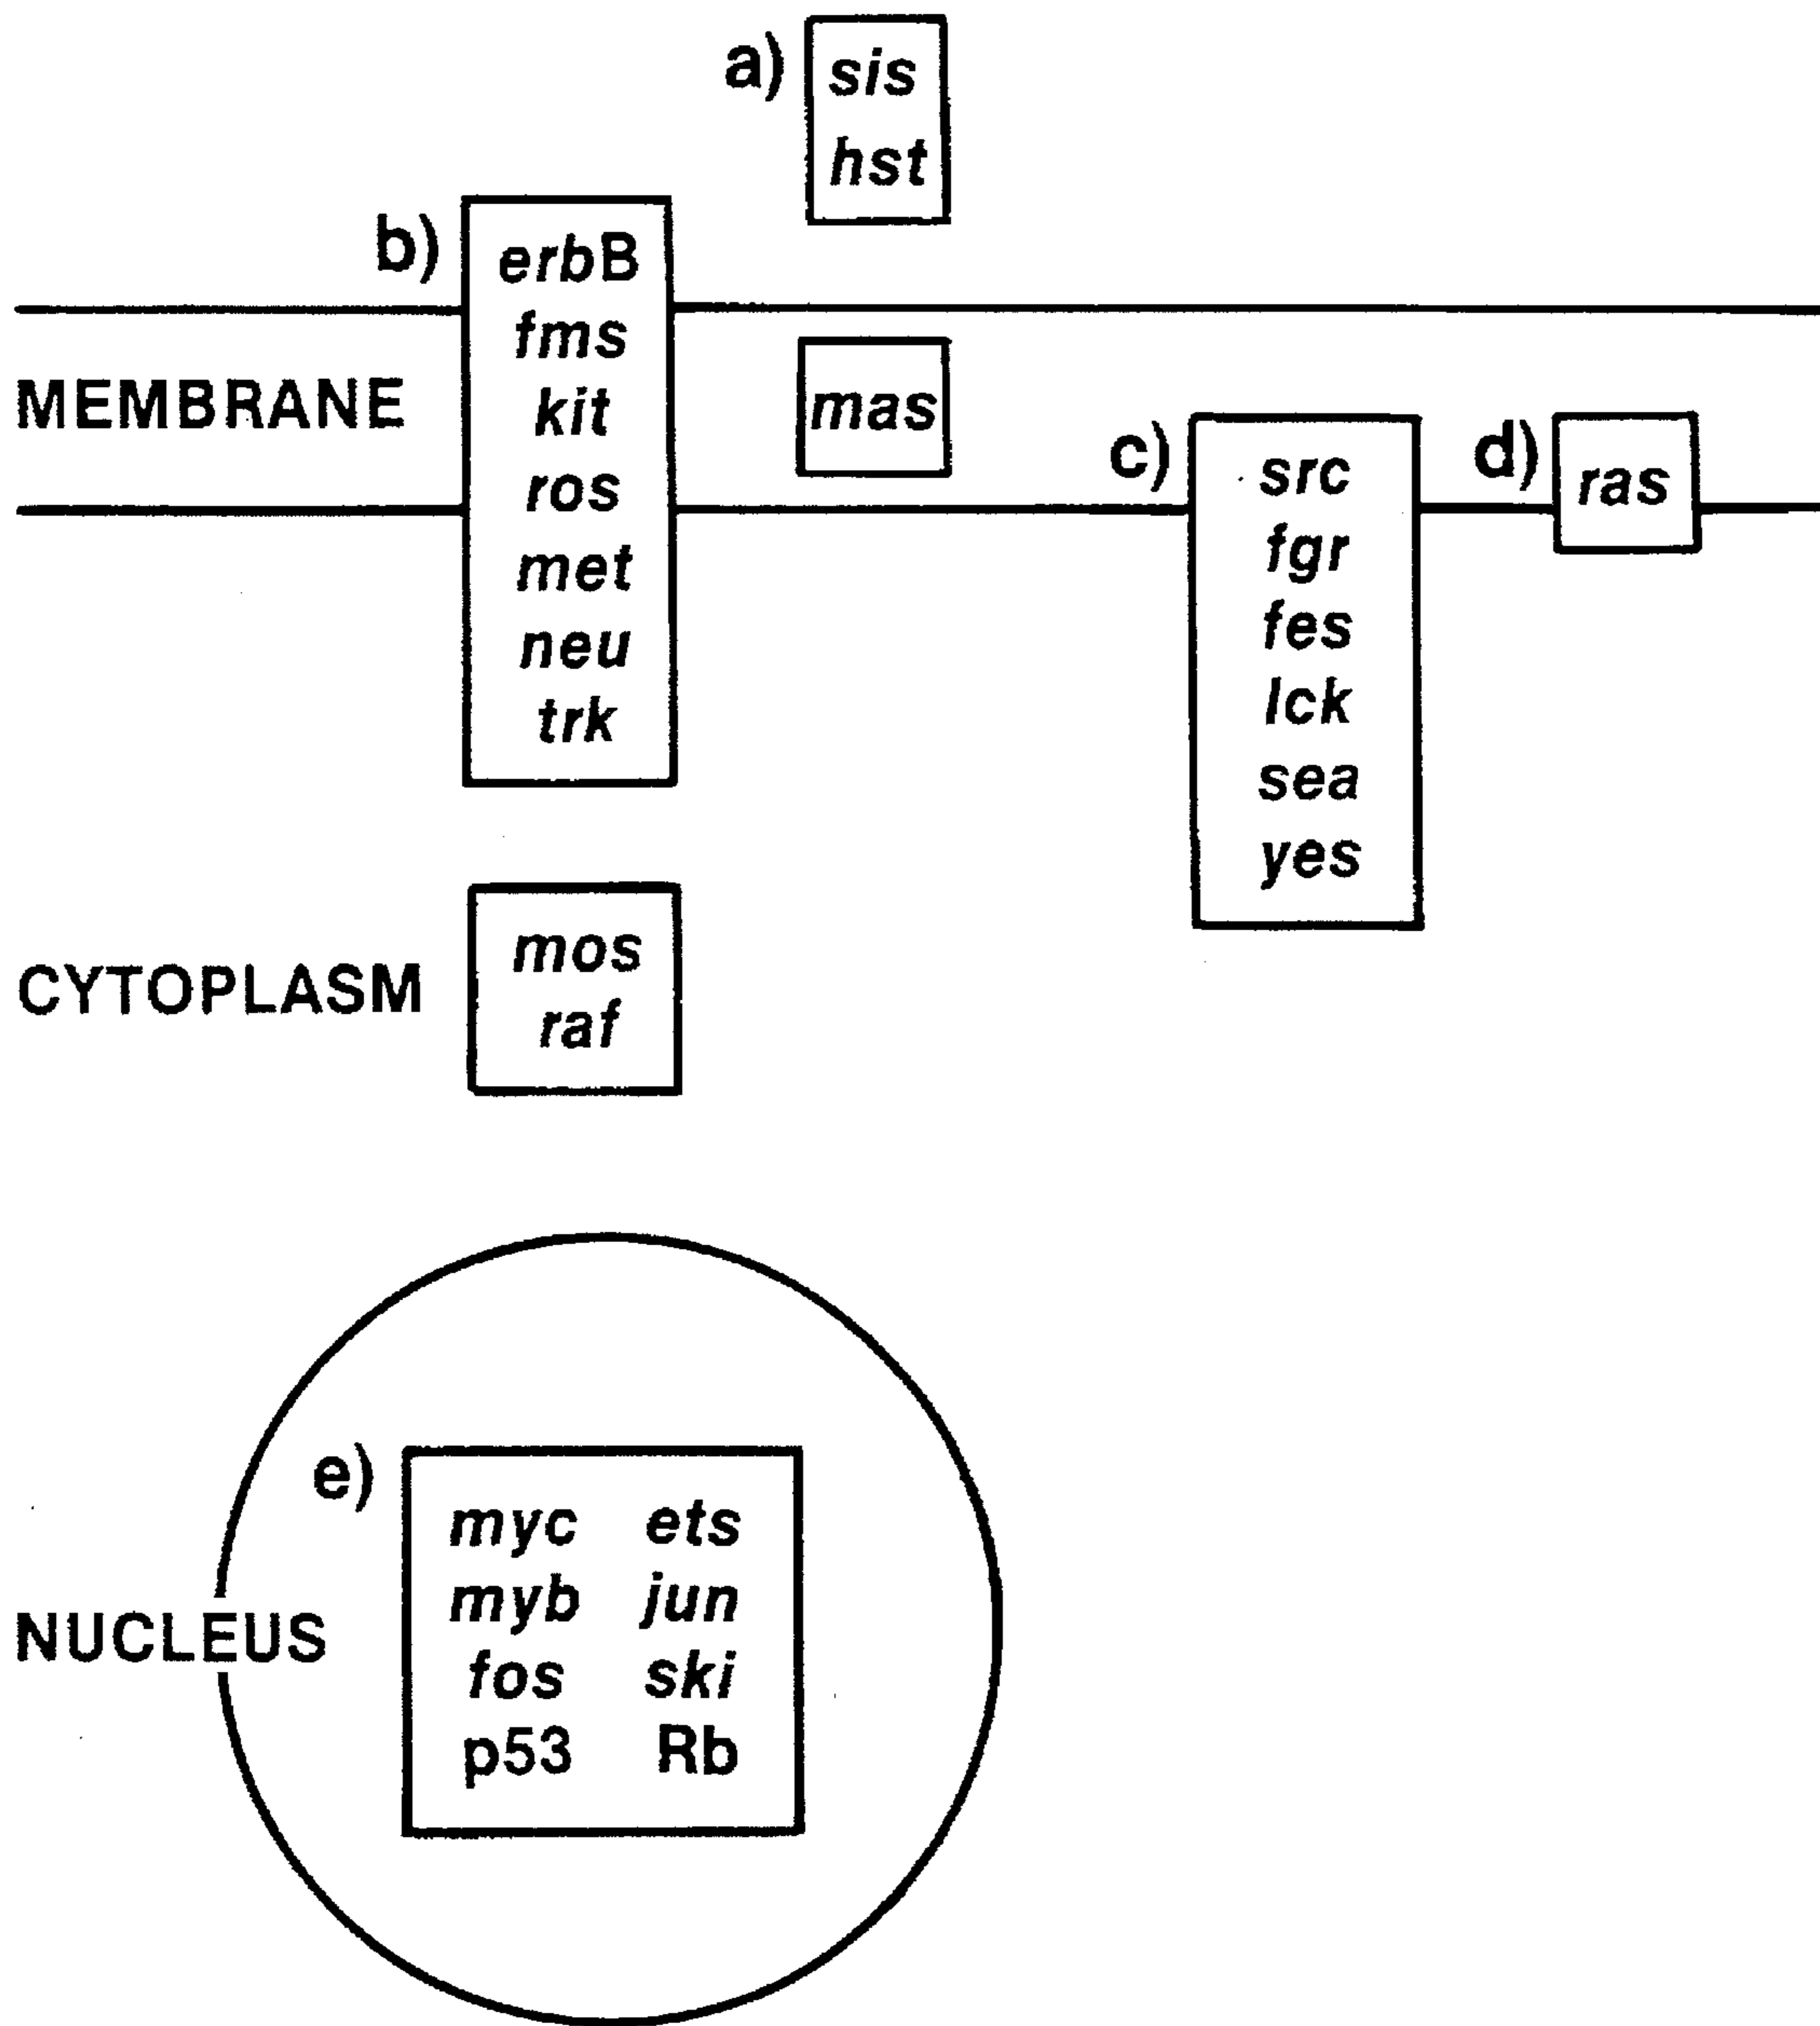 a)
sis
hst
b)
erbB
fms
kit
ros
met
neu
trk
MEMBRANE
mas
c)
src
fgr
fes
lck
sea
yes
d)
ras
CYTOPLASM
mos
raf
NUCLEUS
e)
myc ets
myb jun
fos ski
p53 Rb